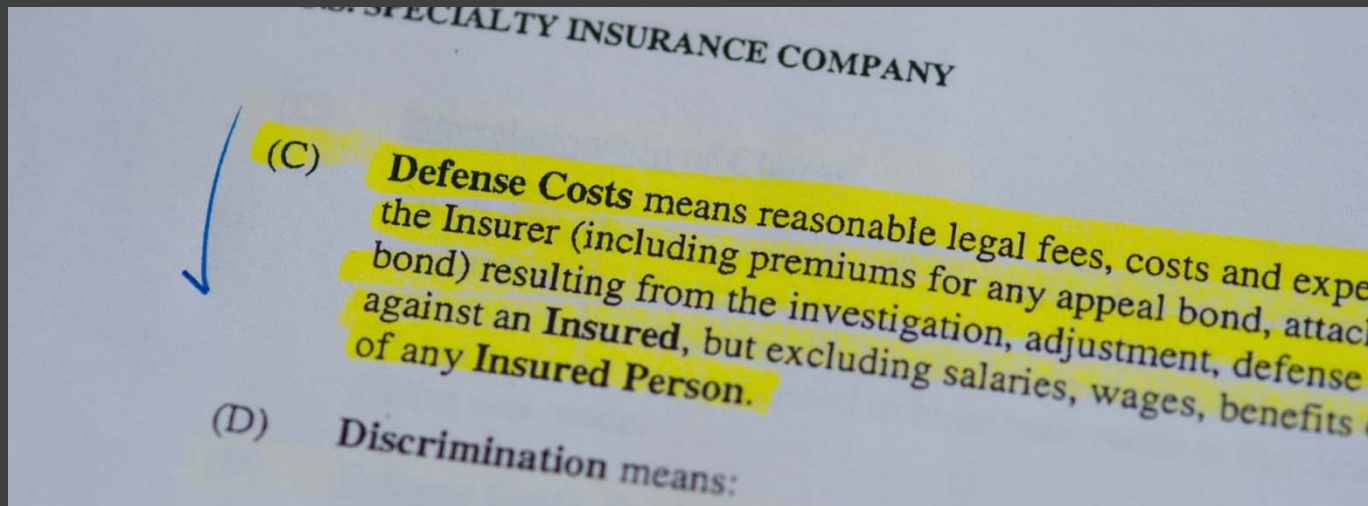 SPECIALTY INSURANCE COMPANY
(C) Defense Costs means reasonable legal fees, costs and expe
the Insurer (including premiums for any appeal bond, attac
bond) resulting from the investigation, adjustment, defense
against an Insured, but excluding salaries, wages, benefits
of any Insured Person.
(D) Discrimination means: